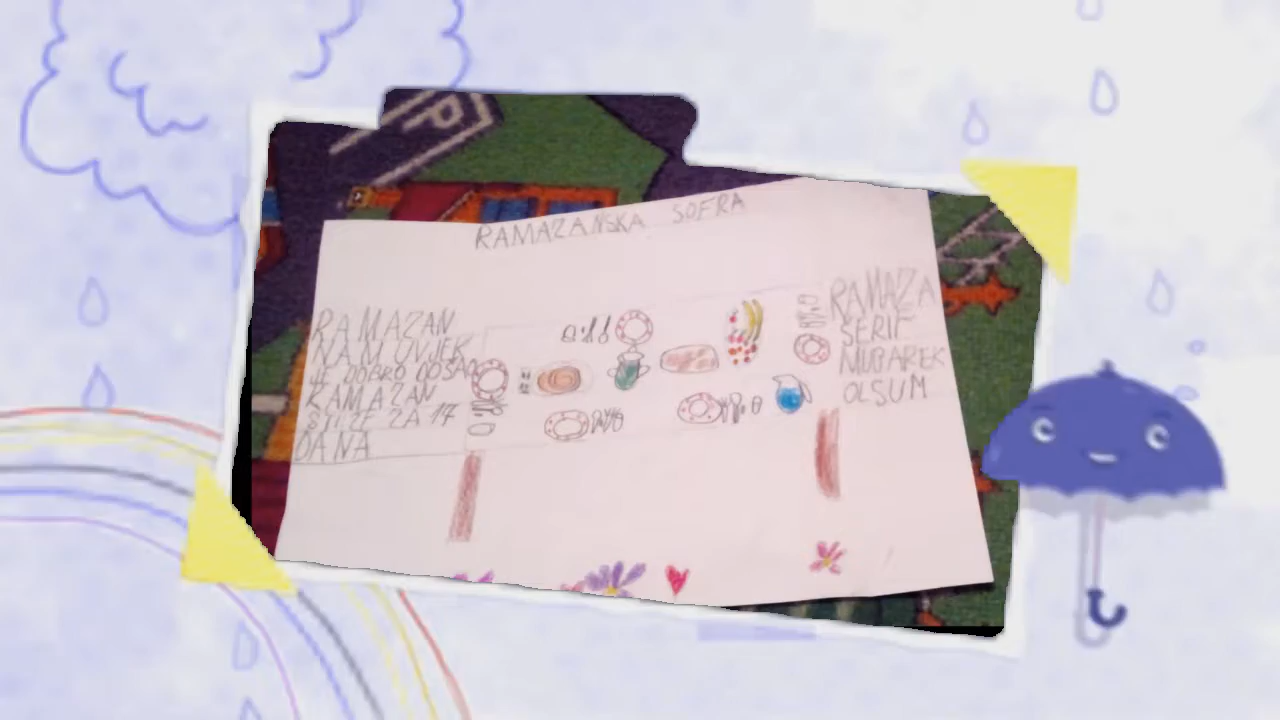 RAMAZANSKA SOFRA
RAMAZAN
NAM UVJEK
JE DOBRO DOŠAO
RAMAZAN
STIŽE ZA 17
DANA
RAMAZA
ŠERIF
MUBAREK
OLSUM